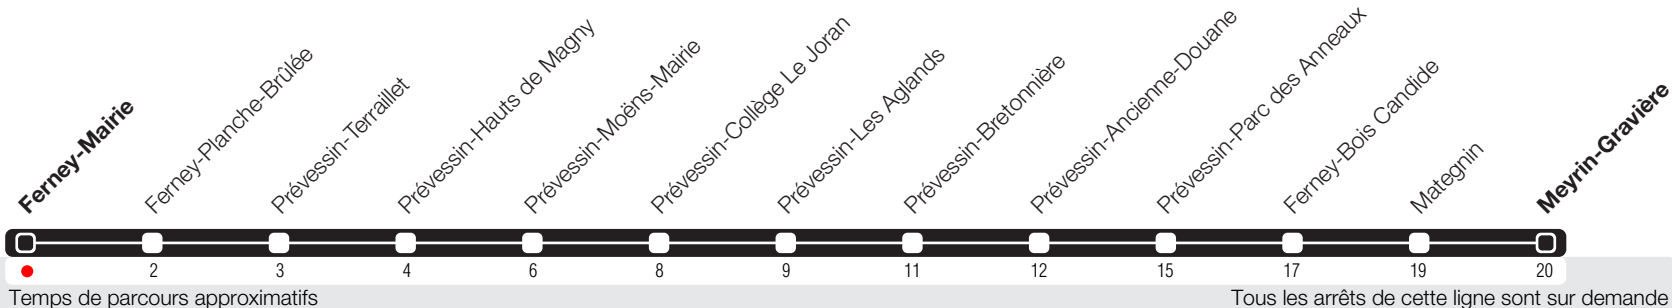 Ferney-Mairie
Ferney-Planche-Brûlée
Prévessin-Terraillet
Prévessin-Hauts de Magny
Prévessin-Moëns-Mairie
Prévessin-Collège Le Joran
Prévessin-Les Aglands
Prévessin-Bretonnière
Prévessin-Ancienne-Douane
Prévessin-Parc des Anneaux
Ferney-Bois Candide
Mategnin
Meyrin-Gravière
2 3 4 6 8 9 11 12 15 17 19 20
Temps de parcours approximatifs
Tous les arrêts de cette ligne sont sur demande